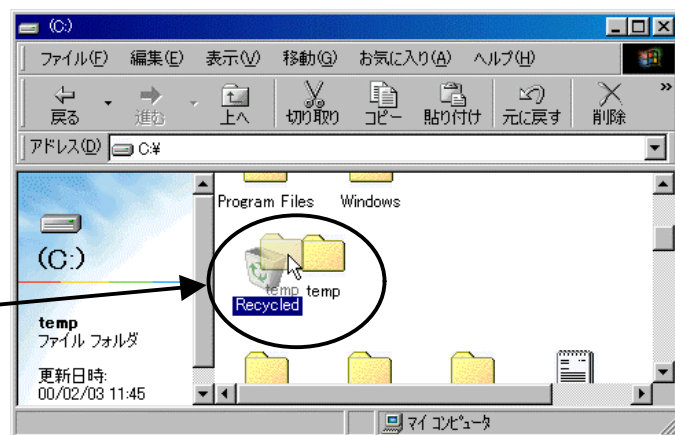 (C:)
ファイル(F) 編集(E) 表示(V) 移動(G) お気に入り(A) ヘルプ(H)
戻る 進む 上へ 切り取り コピー 貼り付け 元に戻す 削除 »
アドレス(D) C:¥
Program Files Windows
(C:)
temp temp
Recycled
temp
ファイル フォルダ
更新日時:
00/02/03 11:45
マイ コンピュータ